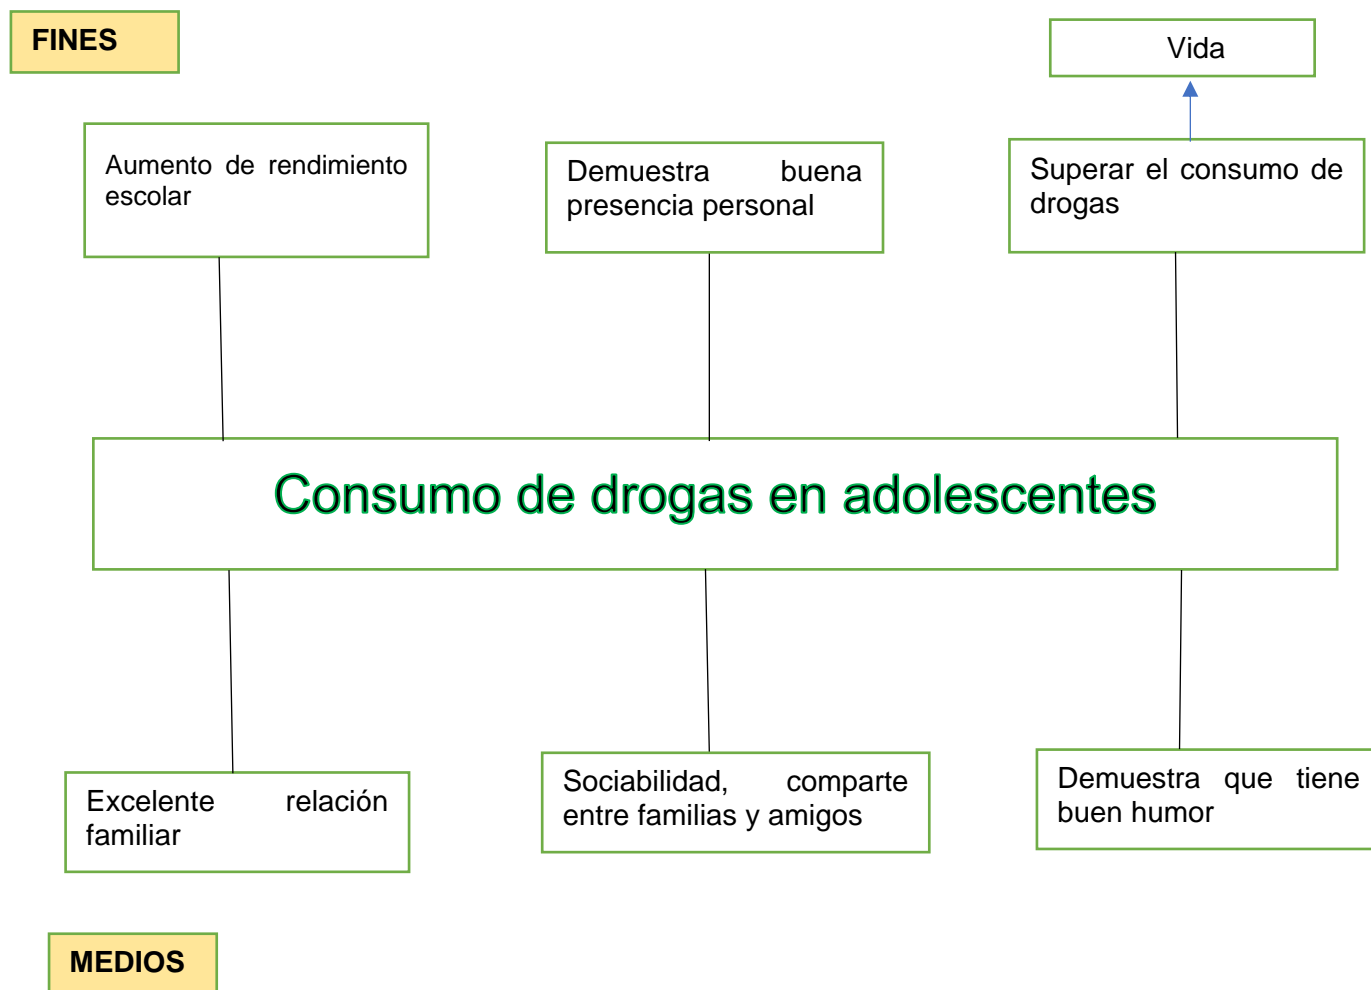 FINES
Vida
Aumento de rendimiento
escolar
Demuestra buena
presencia personal
Superar el consumo de
drogas
Consumo de drogas en adolescentes
Excelente relación
familiar
Sociabilidad, comparte
entre familias y amigos
Demuestra que tiene
buen humor
MEDIOS